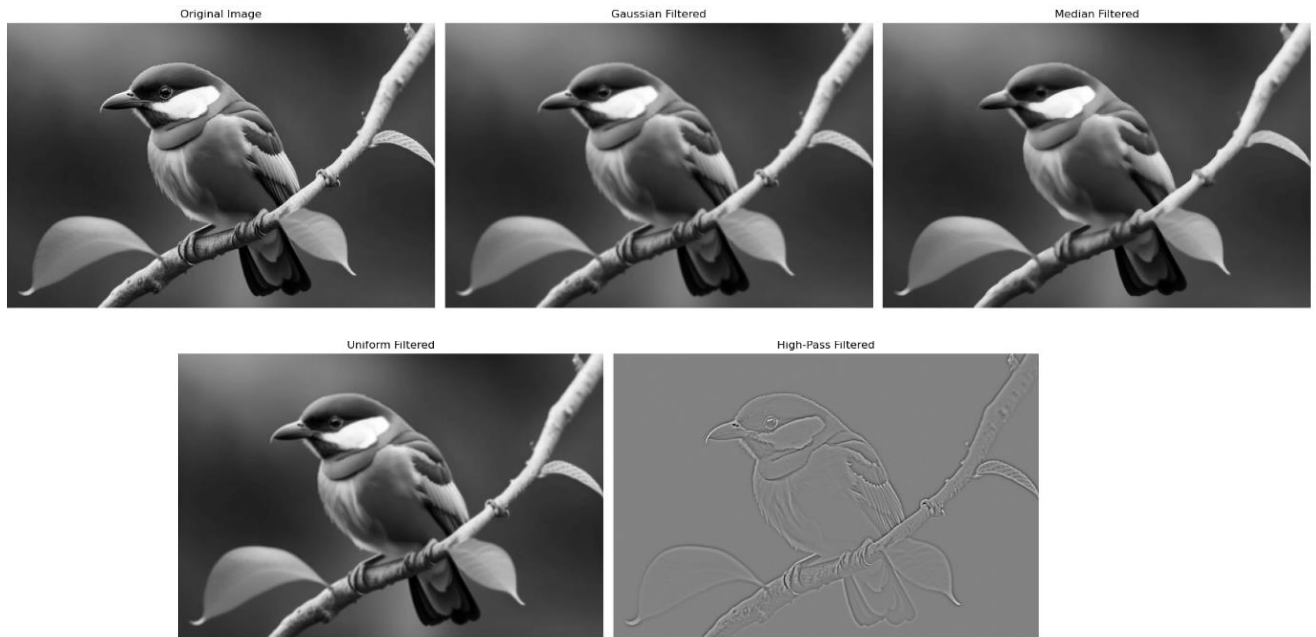 Original Image
Gaussian Filtered
Median Filtered
Uniform Filtered
High-Pass Filtered